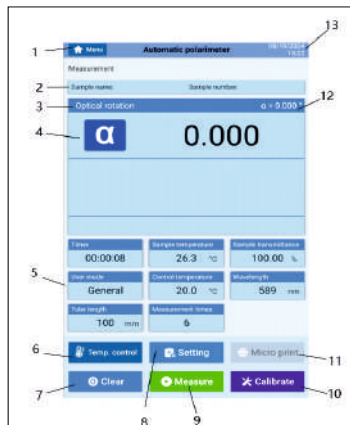 13
1
Menu
Automatic polarimeter
Measurement
2
Sample name:
Sample number:
3
Optical rotation
α = 0.000 °
12
4
α
0.000
Timer
Sample temperature
Sample transmittance
00:00:08
26.3 °C
100.00 %
5
User mode
Control temperature
Wavelength
General
20.0 °C
589 nm
Tube length
Measurement times
100 mm
6
6
Temp. control
Setting
Micro print
11
7
Clear
Measure
Calibrate
10
8
9